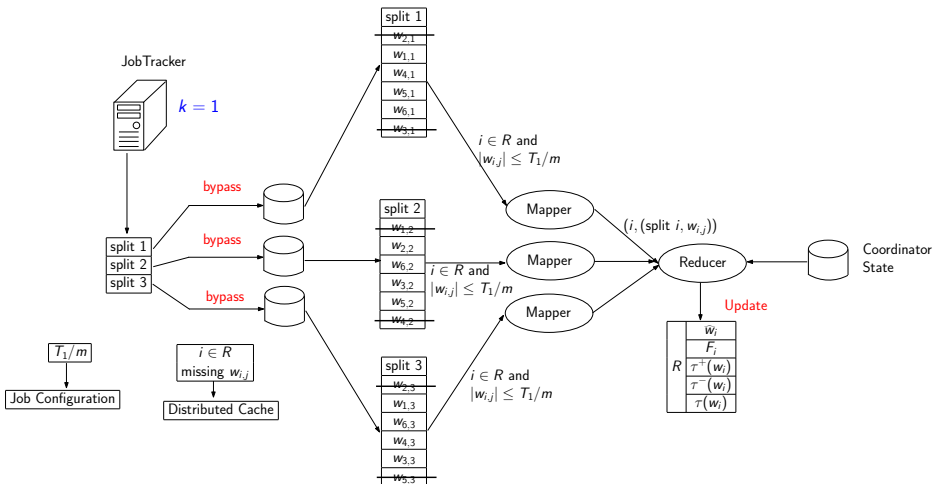 JobTracker
k = 1
split 1
split 2
split 3
bypass
bypass
bypass
T₁/m
Job Configuration
i ∈ R
missing wᵢ,ⱼ
Distributed Cache
split 1
w₂,₁
w₁,₁
w₄,₁
w₅,₁
w₆,₁
w₃,₁
split 2
w₁,₂
w₂,₂
w₆,₂
w₃,₂
w₅,₂
w₄,₂
split 3
w₂,₃
w₁,₃
w₆,₃
w₄,₃
w₃,₃
w₅,₃
i ∈ R and
|wᵢ,ⱼ| ≤ T₁/m
i ∈ R and
|wᵢ,ⱼ| ≤ T₁/m
i ∈ R and
|wᵢ,ⱼ| ≤ T₁/m
Mapper
Mapper
Mapper
(i, (split i, wᵢ,ⱼ))
Reducer
Coordinator
State
Update
R
ŵᵢ
Fᵢ
τ⁺(wᵢ)
τ⁻(wᵢ)
τ(wᵢ)